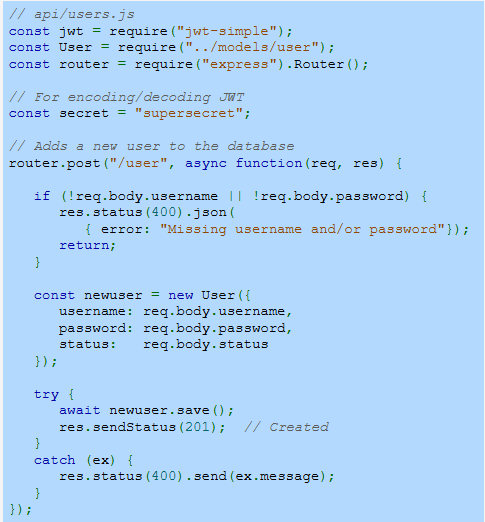 // api/users.js
const jwt = require("jwt-simple");
const User = require("../models/user");
const router = require("express").Router();

// For encoding/decoding JWT
const secret = "supersecret";

// Adds a new user to the database
router.post("/user", async function(req, res) {

   if (!req.body.username || !req.body.password) {
      res.status(400).json(
         { error: "Missing username and/or password"});
      return;
   }

   const newuser = new User({
      username: req.body.username,
      password: req.body.password,
      status:   req.body.status
   });

   try {
      await newuser.save();
      res.sendStatus(201);  // Created
   }
   catch (ex) {
      res.status(400).send(ex.message);
   }
});